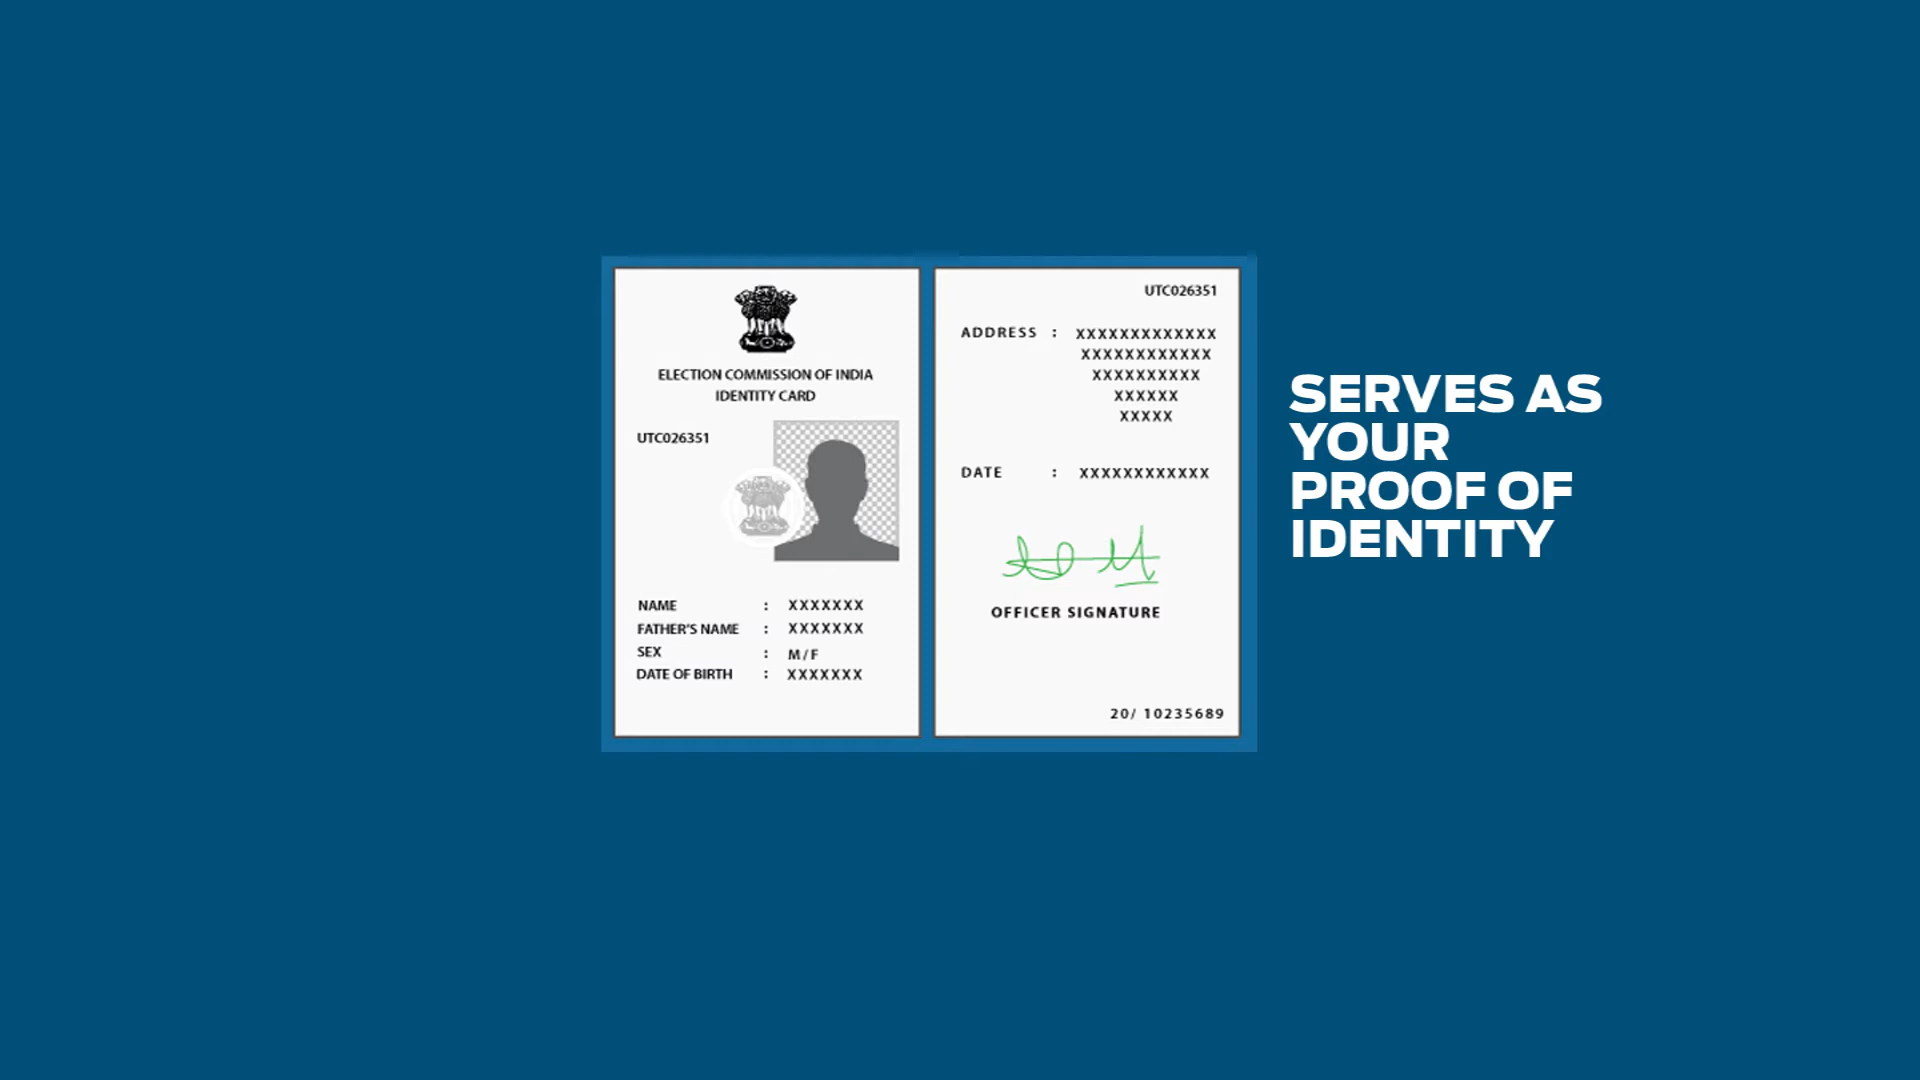 ELECTION COMMISSION OF INDIA
IDENTITY CARD
UTC026351
NAME : XXXXXXX
FATHER'S NAME : XXXXXXX
SEX : M/F
DATE OF BIRTH : XXXXXXX
UTC026351
ADDRESS : XXXXXXXXXXXXX
XXXXXXXXXXXX
XXXXXXXXXX
XXXXXX
XXXXX
DATE : XXXXXXXXXXXX
OFFICER SIGNATURE
20/ 10235689
SERVES AS
YOUR
PROOF OF
IDENTITY